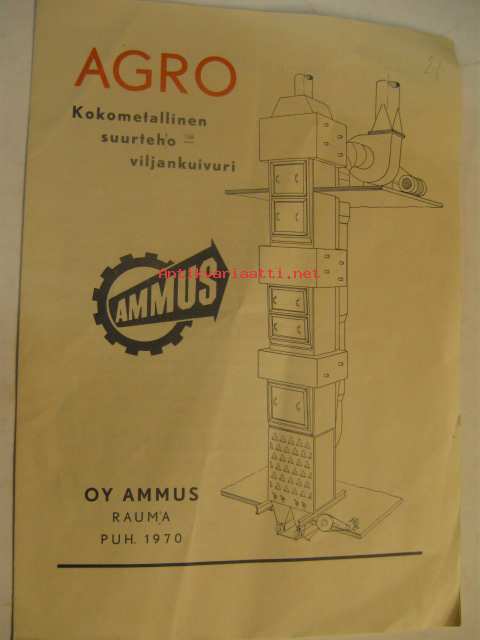 AGRO
Kokometallinen
suurteho
viljankuivuri
AMMUS
Antikvariaatti.net
OY AMMUS
RAUMA
PUH. 1970